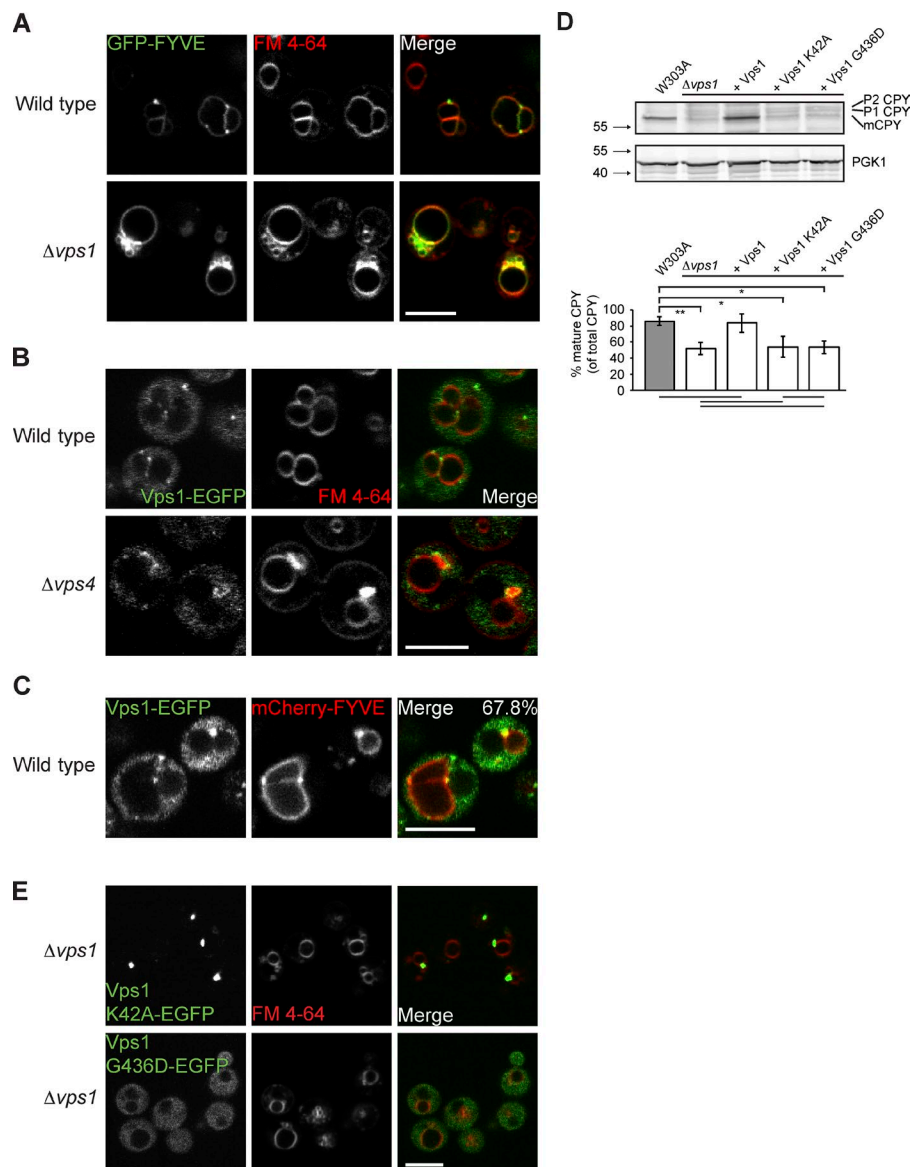 A
GFP-FYVE
FM 4-64
Merge
Wild type
Δvps1
B
Wild type
Vps1-EGFP
FM 4-64
Merge
Δvps4
C
Vps1-EGFP
mCherry-FYVE
Merge
67.8%
Wild type
D
W303A
Δvps1
+ Vps1
+ Vps1 K42A
+ Vps1 G436D
P2 CPY
P1 CPY
mCPY
55
55
40
PGK1
W303A
Δvps1
+ Vps1
+ Vps1 K42A
+ Vps1 G436D
*
*
**
% mature CPY
(of total CPY)
100
80
60
40
20
0
E
Δvps1
Vps1
K42A-EGFP
FM 4-64
Merge
Vps1
G436D-EGFP
Δvps1